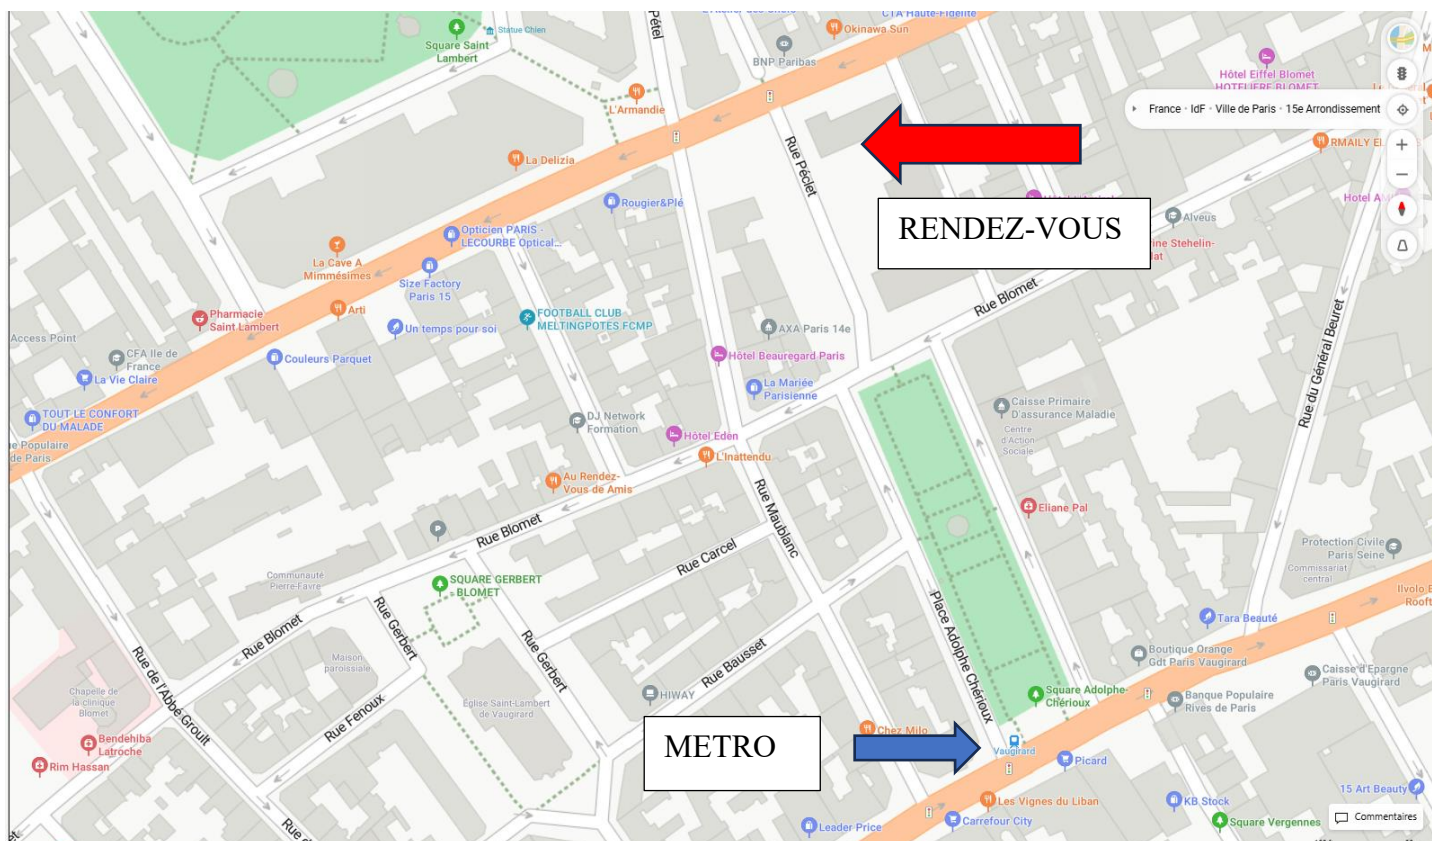 CTA Haute-Fidélité
Statue Chien
Square Saint
Lambert
Pétel
Okinawa Sun
BNP Paribas
Hôtel Eiffel Blomet
HOTELIERE BLOMET
L'Armandie
France · IdF · Ville de Paris · 15e Arrondissement
La Delizia
Rue Péclet
Rougier&Plé
Alveus
RENDEZ-VOUS
Opticien PARIS -
LECOURBE Optical...
La Cave A
Mimmésimes
Size Factory
Paris 15
Rue Blomet
Pharmacie
Saint Lambert
Arti
Un temps pour soi
FOOTBALL CLUB
MELTINGPOTES FCMP
AXA Paris 14e
Access Point
CFA Ile de
France
Couleurs Parquet
Hôtel Beauregard Paris
La Vie Claire
La Mariée
Parisienne
Rue du Général Beuret
TOUT LE CONFORT
DU MALADE
DJ Network
Formation
Hôtel Eden
Caisse Primaire
D'assurance Maladie
Centre
d'Action
Sociale
Populaire
de Paris
L'Inattendu
Au Rendez-
Vous de Amis
P
Rue Maublanc
Eliane Pal
Rue Blomet
Rue Carcel
Protection Civile
Paris Seine
Commissariat
central
Communauté
Pierre-Favre
SQUARE GERBERT
- BLOMET
Rue Gerbert
Place Adolphe Chérioux
Tara Beauté
Rue Blomet
Rue Gerbert
Rue Bausset
Maison
paroissiale
Boutique Orange
Gdt Paris Vaugirard
Caisse d'Epargne
Paris Vaugirard
Rue de l'Abbé Groult
Chapelle de
la clinique
Blomet
Rue Fenoux
Église Saint-Lambert
de Vaugirard
HIWAY
Square Adolphe-
Chérioux
Banque Populaire
Rives de Paris
Bendehiba
Latroche
METRO
Chez Milo
Vaugirard
Picard
Rim Hassan
Les Vignes du Liban
KB Stock
15 Art Beauty
Leader Price
Carrefour City
Square Vergennes
Commentaires